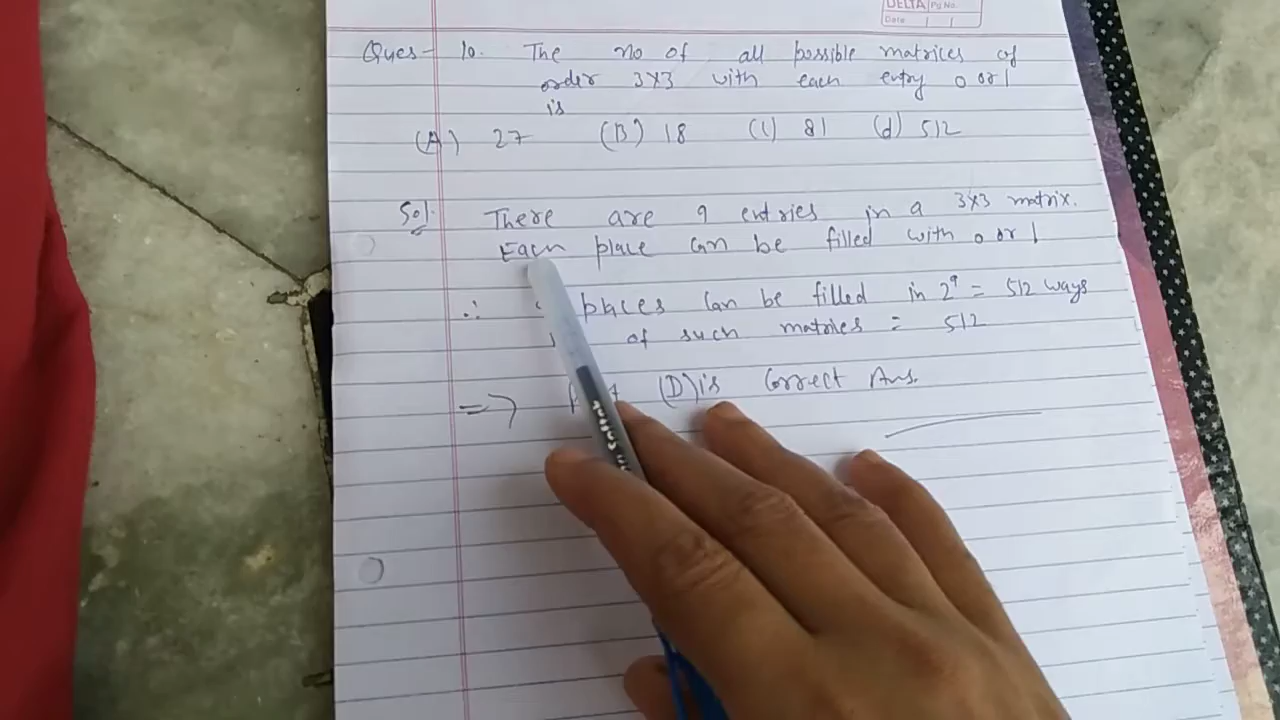 DELTA Pg No.
Date
Ques- 10. The no of all possible matrices of
order 3x3 with each entry 0 or 1
is
(A) 27 (B) 18 (C) 81 (d) 512
Sol. There are 9 entries in a 3x3 matrix.
Each place can be filled with 0 or 1
∴ places can be filled in 2⁹ = 512 ways
of such matries = 512
=> (D) is Correct Ans.